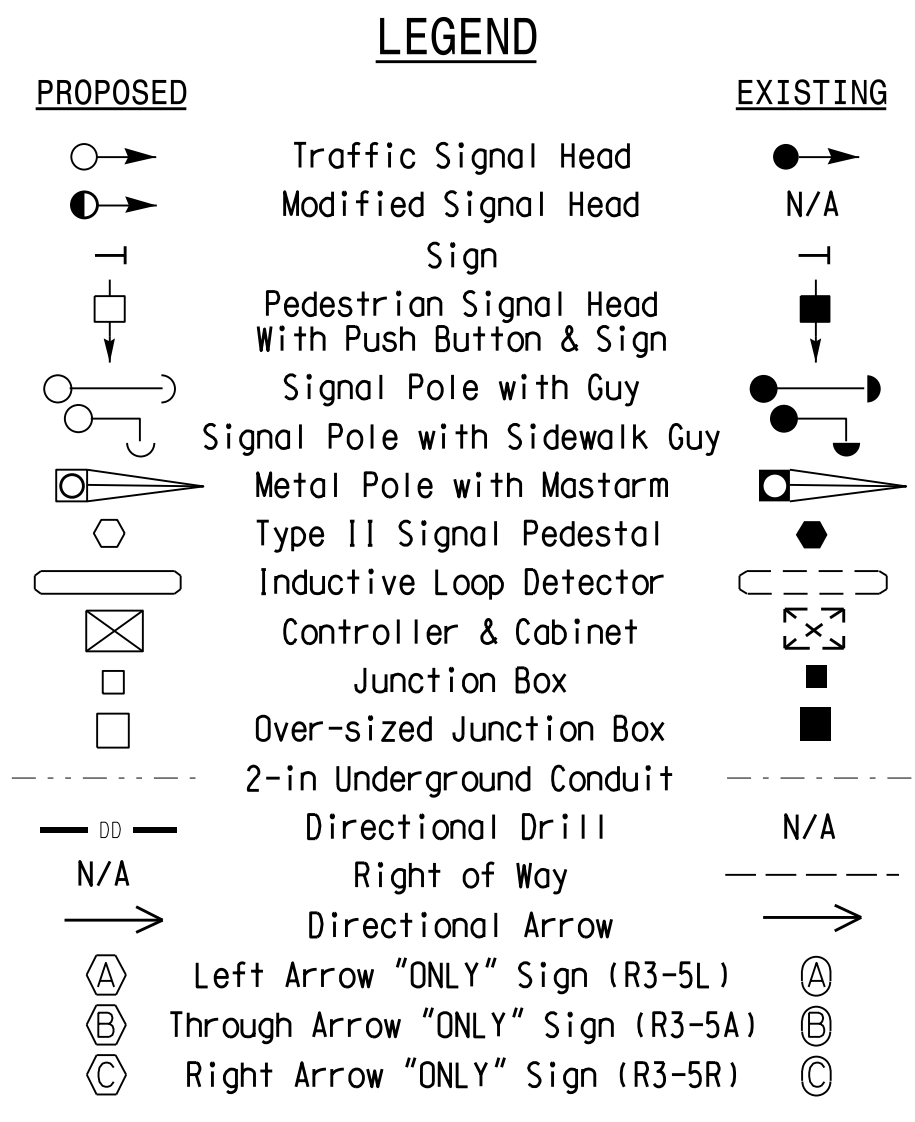 LEGEND
PROPOSED EXISTING
Traffic Signal Head
Modified Signal Head N/A
Sign
Pedestrian Signal Head
With Push Button & Sign
Signal Pole with Guy
Signal Pole with Sidewalk Guy
Metal Pole with Mastarm
Type II Signal Pedestal
Inductive Loop Detector
Controller & Cabinet
Junction Box
Over-sized Junction Box
2-in Underground Conduit
DD Directional Drill N/A
N/A Right of Way
Directional Arrow
A Left Arrow "ONLY" Sign (R3-5L) A
B Through Arrow "ONLY" Sign (R3-5A) B
C Right Arrow "ONLY" Sign (R3-5R) C